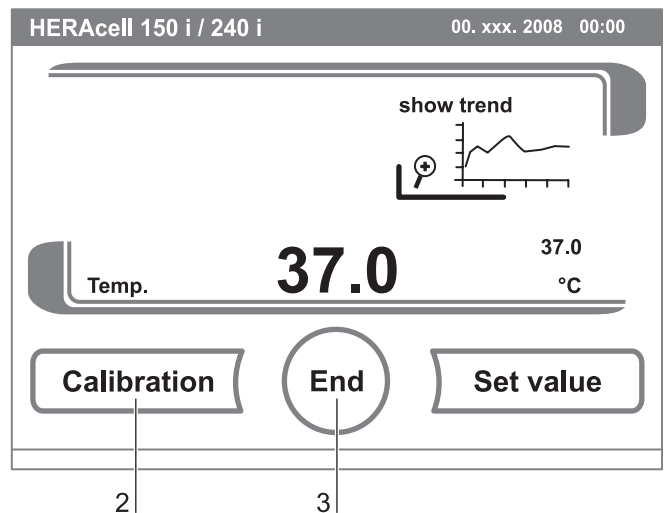 HERAcell 150 i / 240 i 00. xxx. 2008 00:00
show trend
37.0
Temp. 37.0 °C
Calibration End Set value
2 3